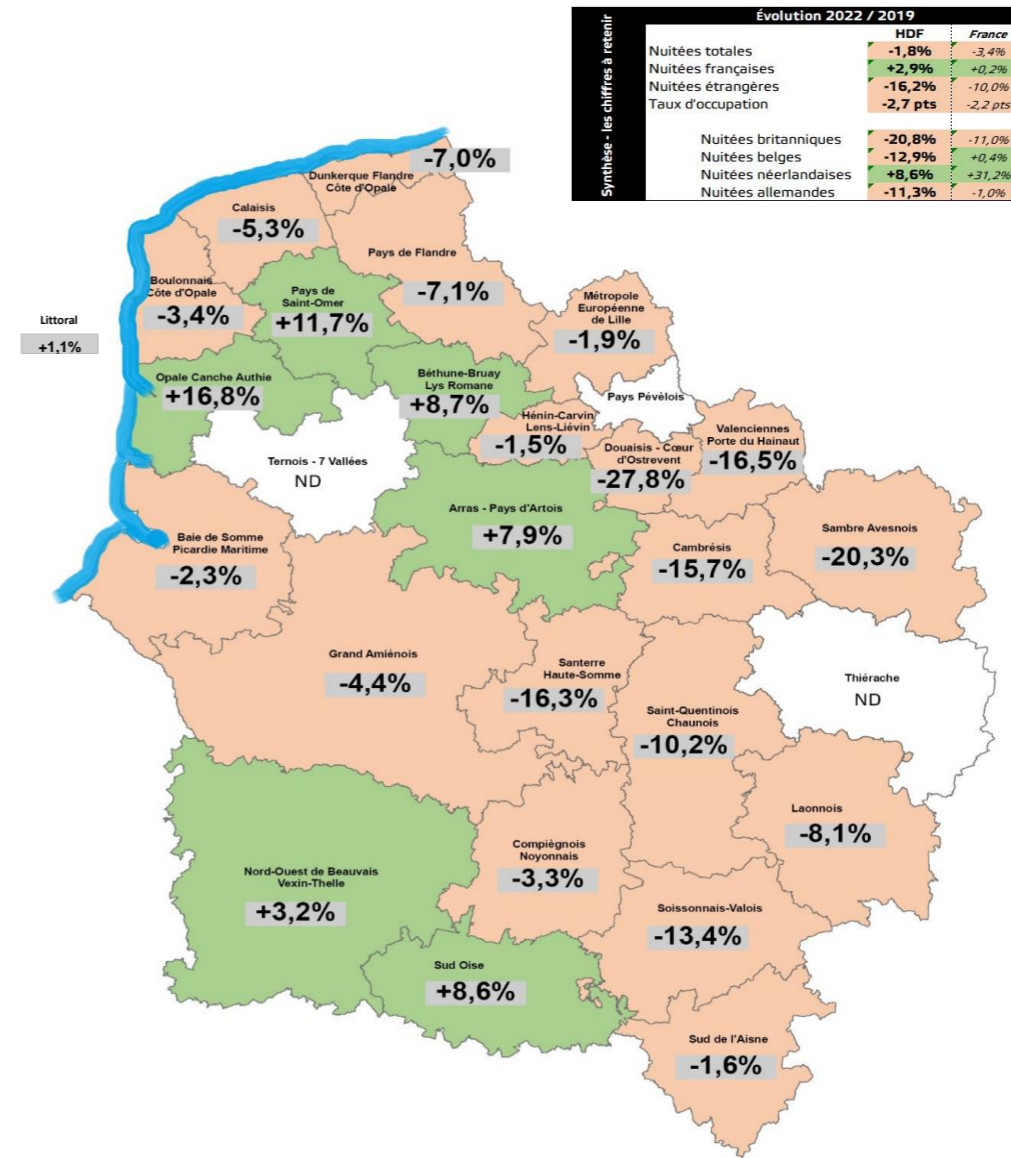 Évolution 2022 / 2019
Synthèse - les chiffres à retenir
HDF France
Nuitées totales -1,8% -3,4%
Nuitées françaises +2,9% +0,2%
Nuitées étrangères -16,2% -10,0%
Taux d'occupation -2,7 pts -2,2 pts
Nuitées britanniques -20,8% -11,0%
Nuitées belges -12,9% +0,4%
Nuitées néerlandaises +8,6% +31,2%
Nuitées allemandes -11,3% -1,0%
-7,0%
Dunkerque Flandre
Côte d'Opale
Calaisis
-5,3%
Pays de Flandre
-7,1%
Boulonnais
Côte d'Opale
-3,4%
Pays de
Saint-Omer
+11,7%
Métropole
Européenne
de Lille
-1,9%
Littoral
+1,1%
Opale Canche Authie
+16,8%
Béthune-Bruay
Lys Romane
+8,7%
Pays Pévèlois
Hénin-Carvin
Lens-Liévin
-1,5%
Douaisis - Cœur
d'Ostrevent
-27,8%
Valenciennes
Porte du Hainaut
-16,5%
Ternois - 7 Vallées
ND
Arras - Pays d'Artois
+7,9%
Baie de Somme
Picardie Maritime
-2,3%
Cambrésis
-15,7%
Sambre Avesnois
-20,3%
Grand Amiénois
-4,4%
Santerre
Haute-Somme
-16,3%
Saint-Quentinois
Chaunois
-10,2%
Thiérache
ND
Laonnois
-8,1%
Compiègnois
Noyonnais
-3,3%
Nord-Ouest de Beauvais
Vexin-Thelle
+3,2%
Soissonnais-Valois
-13,4%
Sud Oise
+8,6%
Sud de l'Aisne
-1,6%